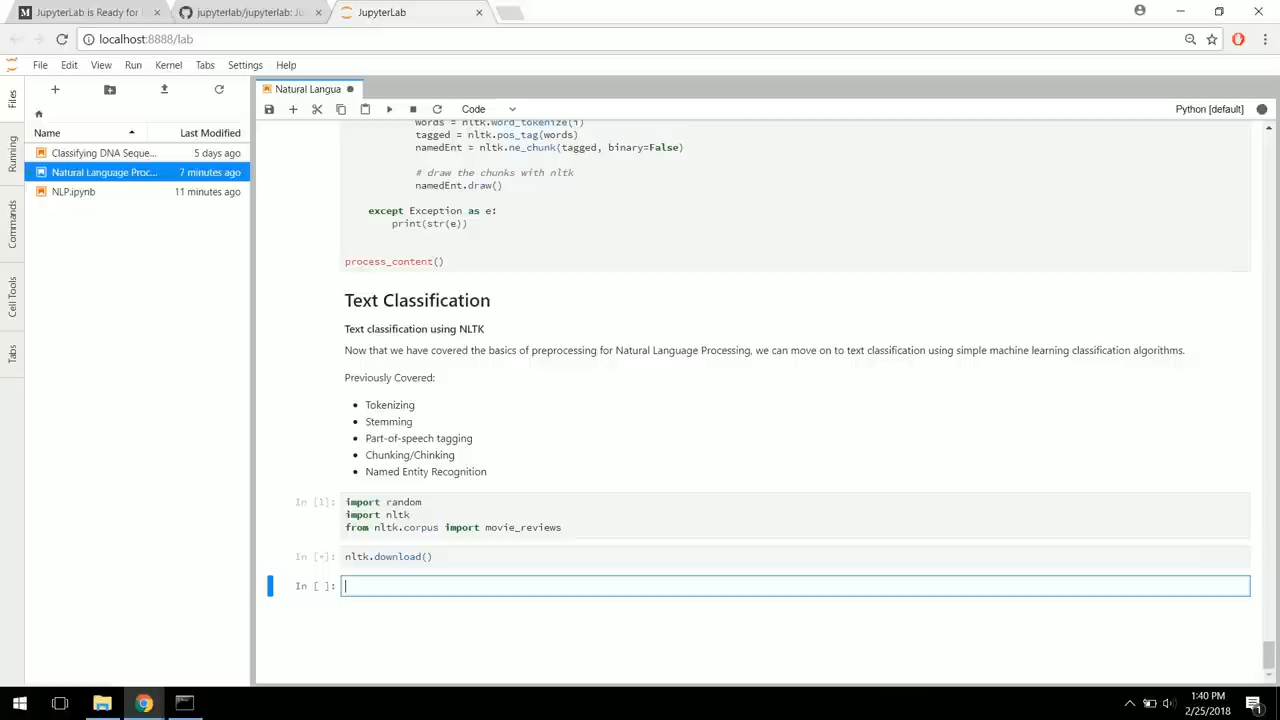 JupyterLab is Ready for
jupyterlab/jupyterlab: Ju
JupyterLab
localhost:8888/lab
File Edit View Run Kernel Tabs Settings Help
Files
Running
Commands
Cell Tools
Tabs
Name Last Modified
Classifying DNA Seque... 5 days ago
Natural Language Proc... 7 minutes ago
NLP.ipynb 11 minutes ago
Natural Langua
Code
Python [default]
words = nltk.word_tokenize(i)
tagged = nltk.pos_tag(words)
namedEnt = nltk.ne_chunk(tagged, binary=False)
# draw the chunks with nltk
namedEnt.draw()
except Exception as e:
print(str(e))
process_content()
Text Classification
Text classification using NLTK
Now that we have covered the basics of preprocessing for Natural Language Processing, we can move on to text classification using simple machine learning classification algorithms.
Previously Covered:
• Tokenizing
• Stemming
• Part-of-speech tagging
• Chunking/Chinking
• Named Entity Recognition
In [1]: import random
import nltk
from nltk.corpus import movie_reviews
In [*]: nltk.download()
In [ ]:
1:40 PM
2/25/2018
1